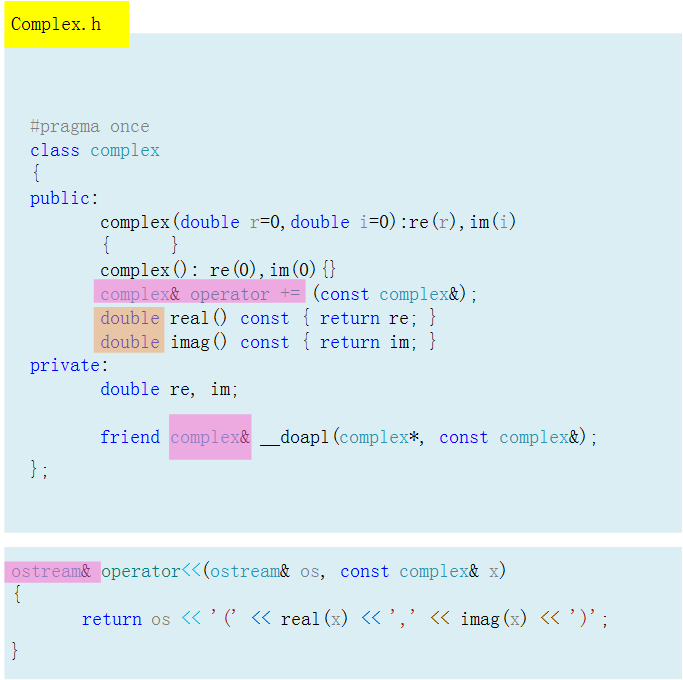 Complex.h
#pragma once
class complex
{
public:
complex(double r=0,double i=0):re(r),im(i)
{ }
complex(): re(0),im(0){}
complex& operator += (const complex&);
double real() const { return re; }
double imag() const { return im; }
private:
double re, im;
friend complex& __doapl(complex*, const complex&);
};
ostream& operator<<(ostream& os, const complex& x)
{
return os << '(' << real(x) << ',' << imag(x) << ')';
}